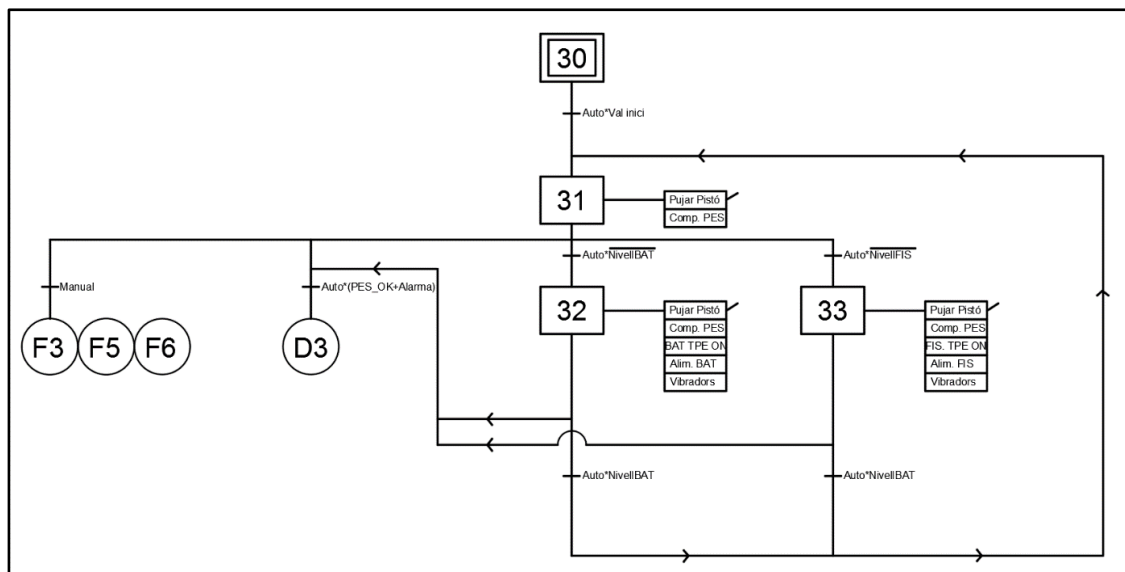 30
Auto*Val inici
31
Pujar Pistó
Comp. PES
Manual
Auto*(PES_OK+Alarma)
Auto*NivellBAT
Auto*NivellFIS
F3
F5
F6
D3
32
Pujar Pistó
Comp. PES
BAT TPE ON
Alim. BAT
Vibradors
33
Pujar Pistó
Comp. PES
FIS. TPE ON
Alim. FIS
Vibradors
Auto*NivellBAT
Auto*NivellBAT